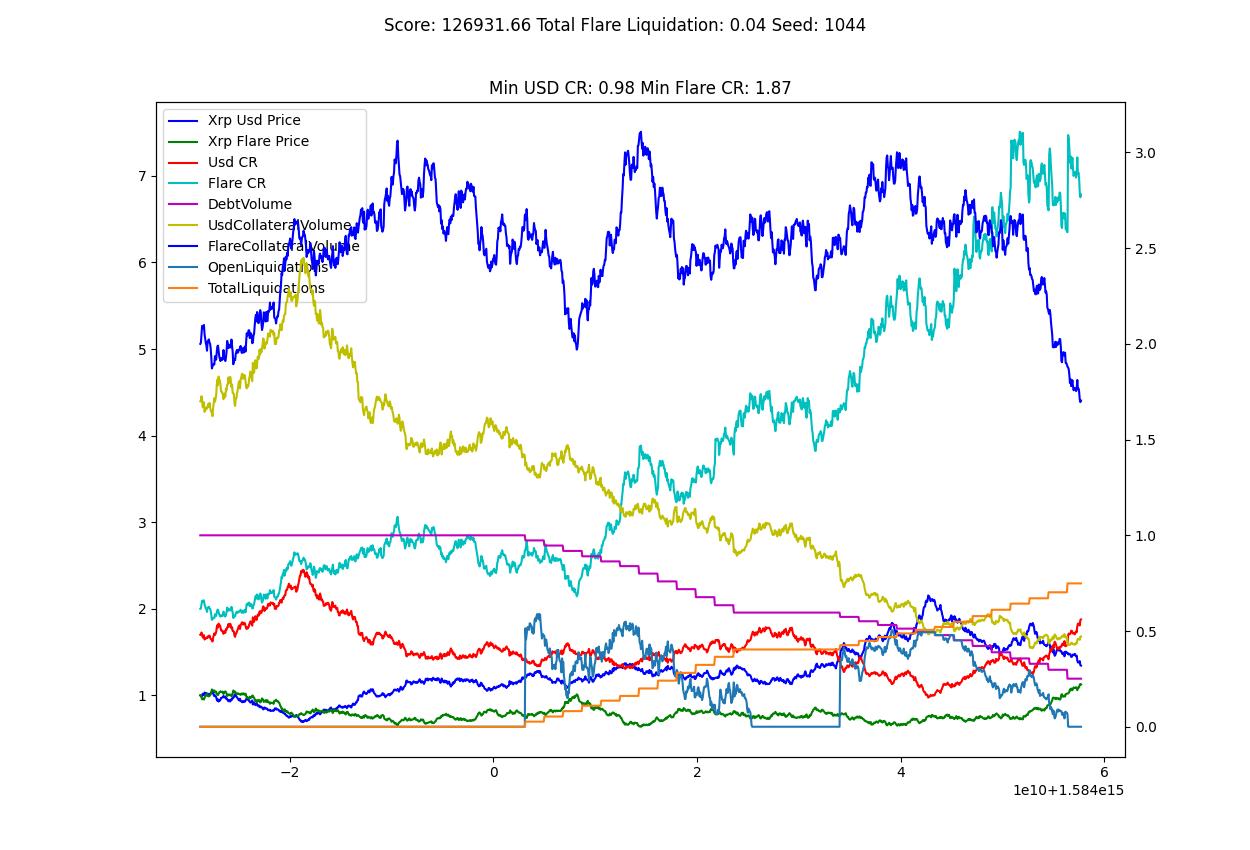 Score: 126931.66 Total Flare Liquidation: 0.04 Seed: 1044
Min USD CR: 0.98 Min Flare CR: 1.87
Xrp Usd Price
Xrp Flare Price
Usd CR
Flare CR
DebtVolume
UsdCollateralVolume
FlareCollateralVolume
OpenLiquidations
TotalLiquidations
7
6
5
4
3
2
1
3.0
2.5
2.0
1.5
1.0
0.5
0.0
−2
0
2
4
6
1e10+1.584e15